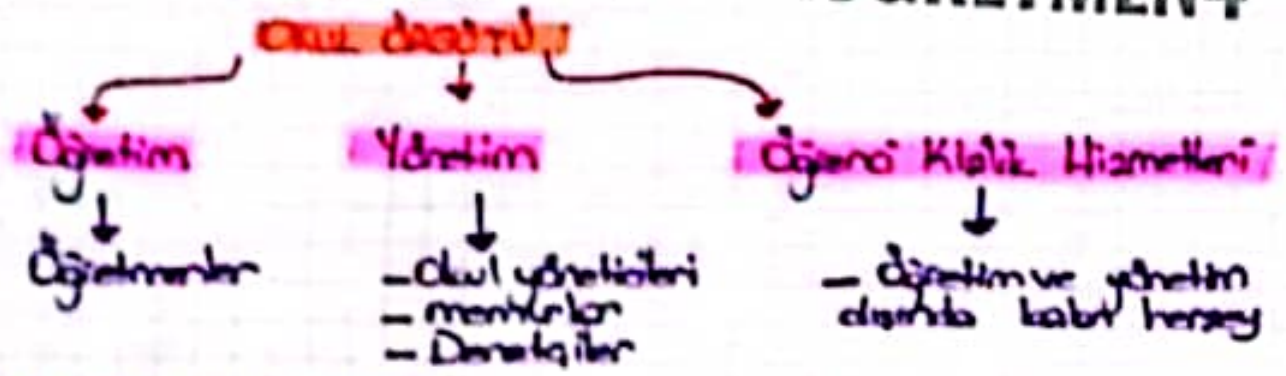 OKUL ÖRGÜTÜ
Öğretim Yönetim Öğrenci Kişilik Hizmetleri
Öğretmenler
- Okul yöneticileri
- memurlar
- Denetçiler
- Öğretim ve yönetim
dışında kalan herşey